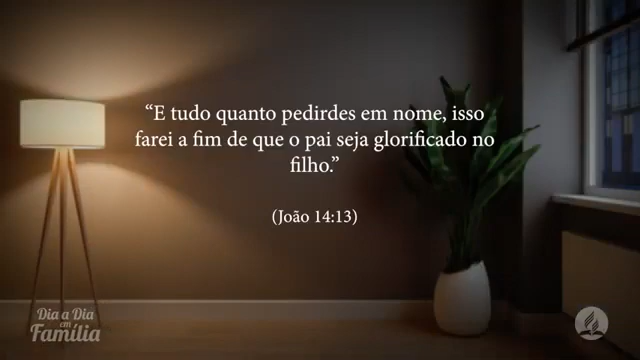 “E tudo quanto pedirdes em nome, isso
farei a fim de que o pai seja glorificado no
filho.”
(João 14:13)
Dia a Dia
em
Família